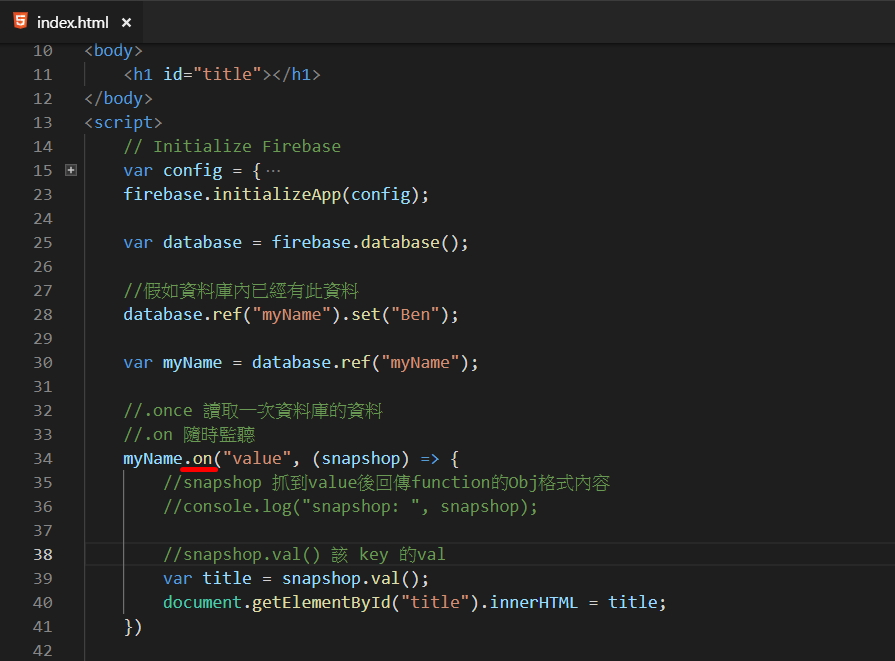 index.html ×
10 <body>
11 <h1 id="title"></h1>
12 </body>
13 <script>
14 // Initialize Firebase
15 var config = {…
23 firebase.initializeApp(config);
24
25 var database = firebase.database();
26
27 //假如資料庫內已經有此資料
28 database.ref("myName").set("Ben");
29
30 var myName = database.ref("myName");
31
32 //.once 讀取一次資料庫的資料
33 //.on 隨時監聽
34 myName.on("value", (snapshot) => {
35 //snapshot 抓到value後回傳function的Obj格式內容
36 //console.log("snapshot: ", snapshot);
37
38 //snapshot.val() 該 key 的val
39 var title = snapshot.val();
40 document.getElementById("title").innerHTML = title;
41 })
42